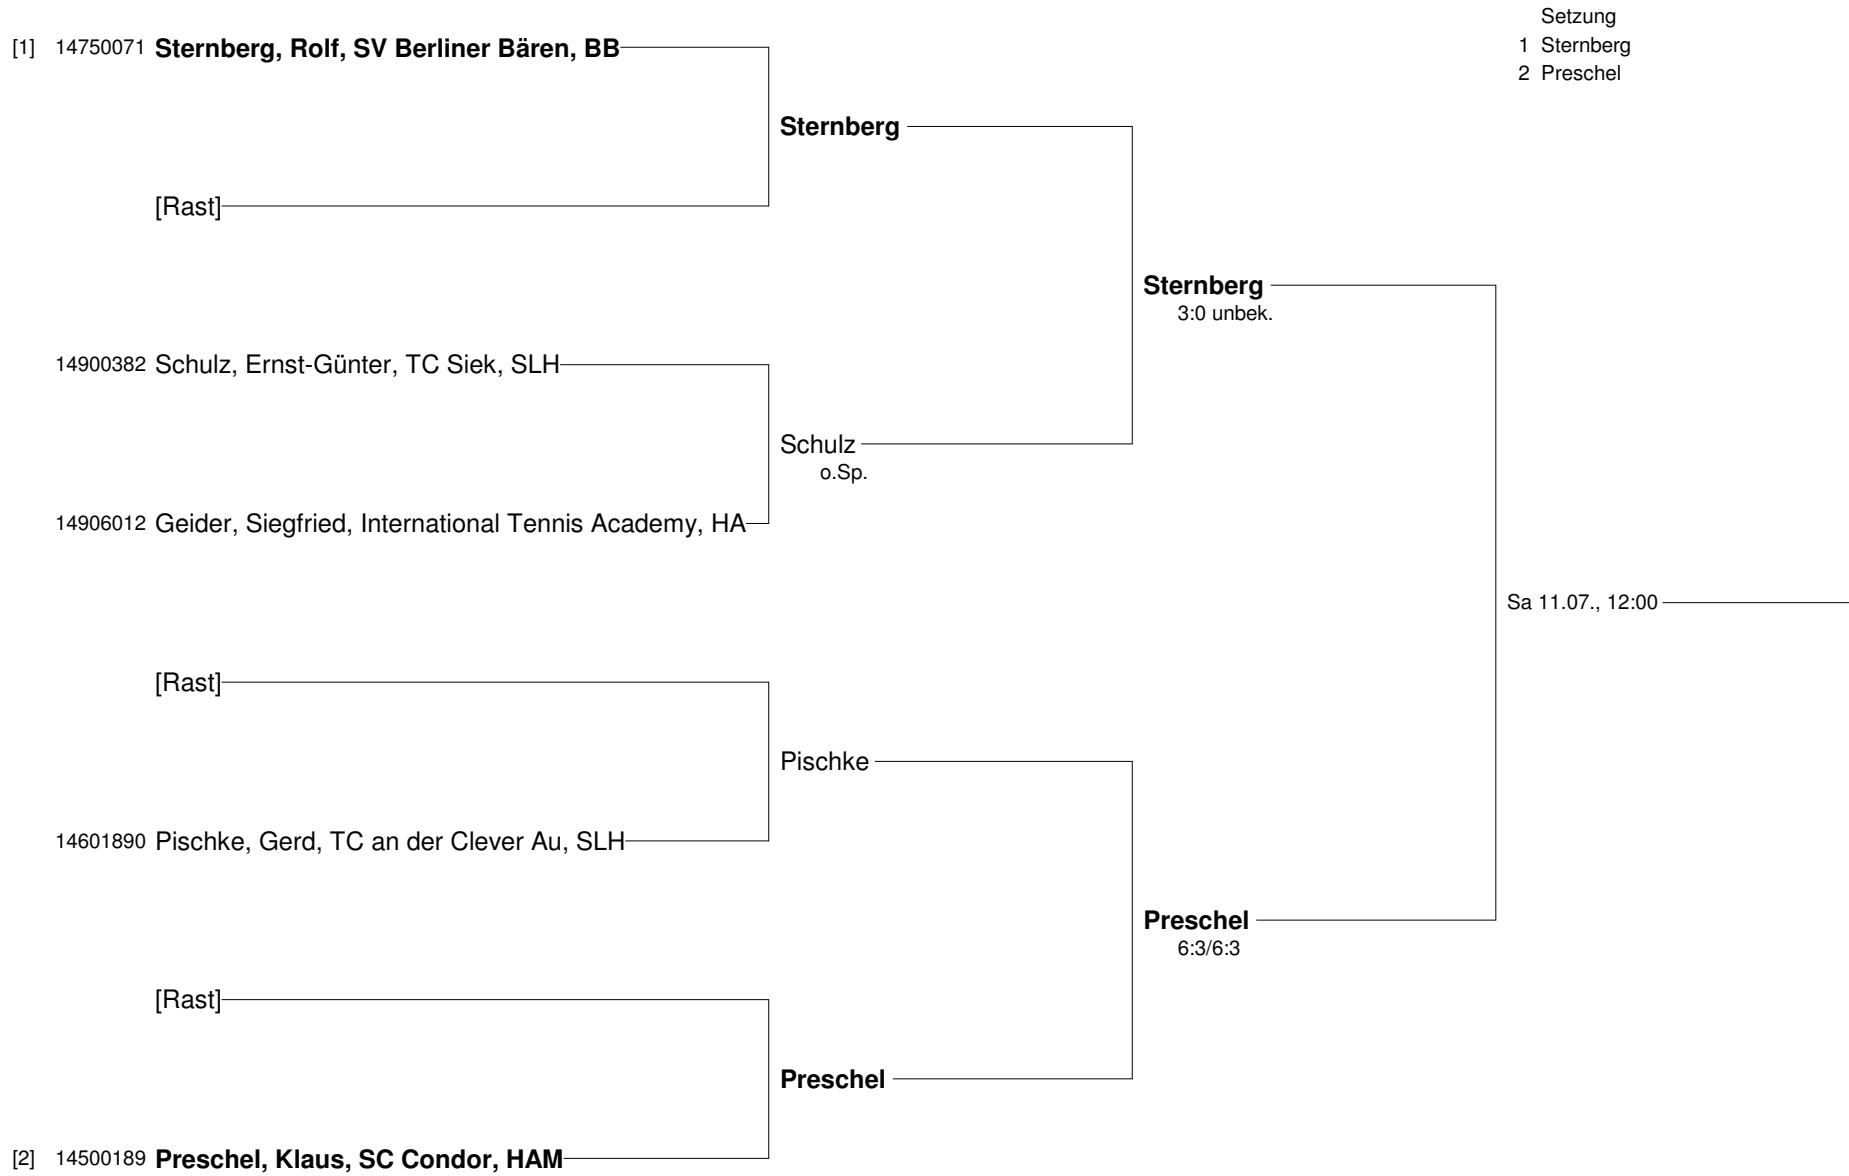 Setzung
1 Sternberg
2 Preschel
[1] 14750071 Sternberg, Rolf, SV Berliner Bären, BB
Sternberg
[Rast]
Sternberg
3:0 unbek.
14900382 Schulz, Ernst-Günter, TC Siek, SLH
Schulz
o.Sp.
14906012 Geider, Siegfried, International Tennis Academy, HA
Sa 11.07., 12:00
[Rast]
Pischke
14601890 Pischke, Gerd, TC an der Clever Au, SLH
Preschel
6:3/6:3
[Rast]
Preschel
[2] 14500189 Preschel, Klaus, SC Condor, HAM